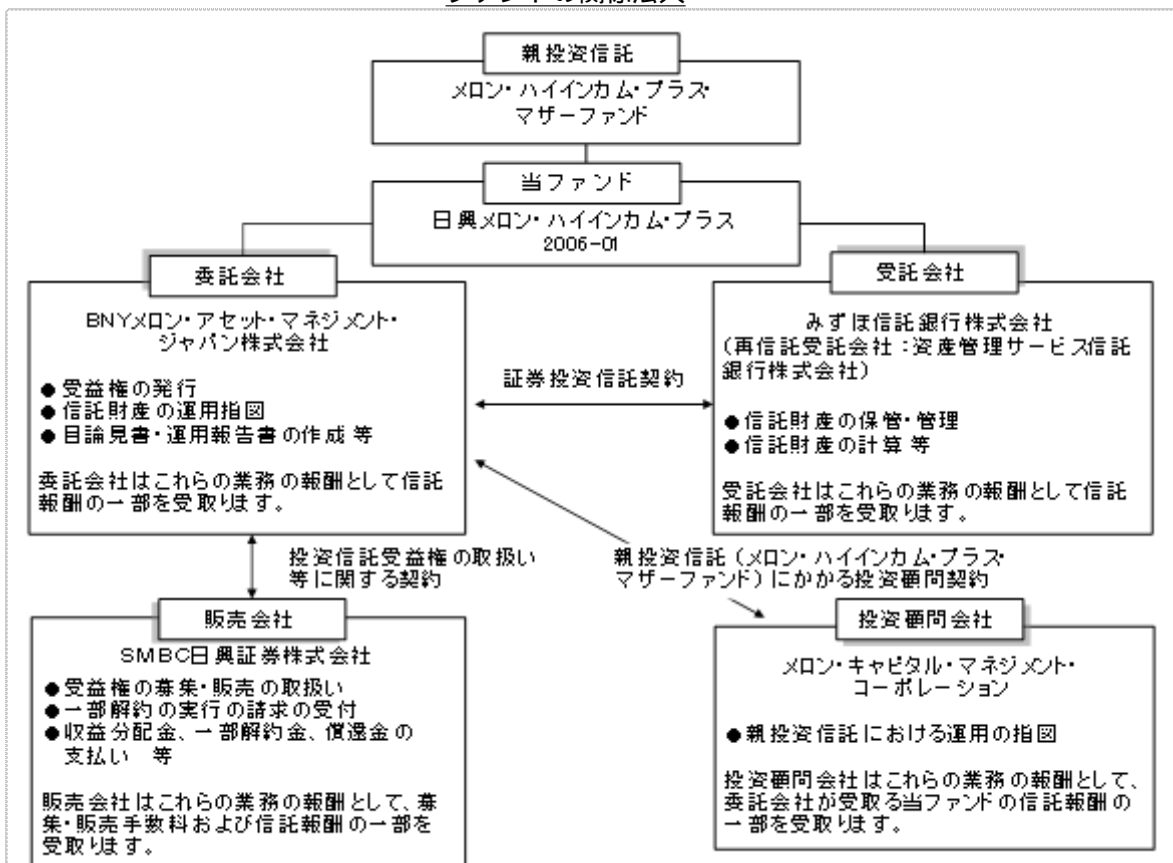 ファンドの関係法人
親投資信託
メロン・ハイインカム・プラス・
マザーファンド
当ファンド
日興メロン・ハイインカム・プラス
2006-01
委託会社
BNYメロン・アセット・マネジメント・
ジャパン株式会社
●受益権の発行
●信託財産の運用指図
●目論見書・運用報告書の作成 等
委託会社はこれらの業務の報酬として信託
報酬の一部を受取ります。
証券投資信託契約
受託会社
みずほ信託銀行株式会社
(再信託受託会社:資産管理サービス信託
銀行株式会社)
●信託財産の保管・管理
●信託財産の計算 等
受託会社はこれらの業務の報酬として信託
報酬の一部を受取ります。
投資信託受益権の取扱い
等に関する契約
親投資信託(メロン・ハイインカム・プラス・
マザーファンド)にかかる投資顧問契約
販売会社
SMBC日興証券株式会社
●受益権の募集・販売の取扱い
●一部解約の実行の請求の受付
●収益分配金、一部解約金、償還金の
支払い 等
販売会社はこれらの業務の報酬として、募
集・販売手数料および信託報酬の一部を
受取ります。
投資顧問会社
メロン・キャピタル・マネジメント・
コーポレーション
●親投資信託における運用の指図
投資顧問会社はこれらの業務の報酬として、
委託会社が受取る当ファンドの信託報酬の
一部を受取ります。